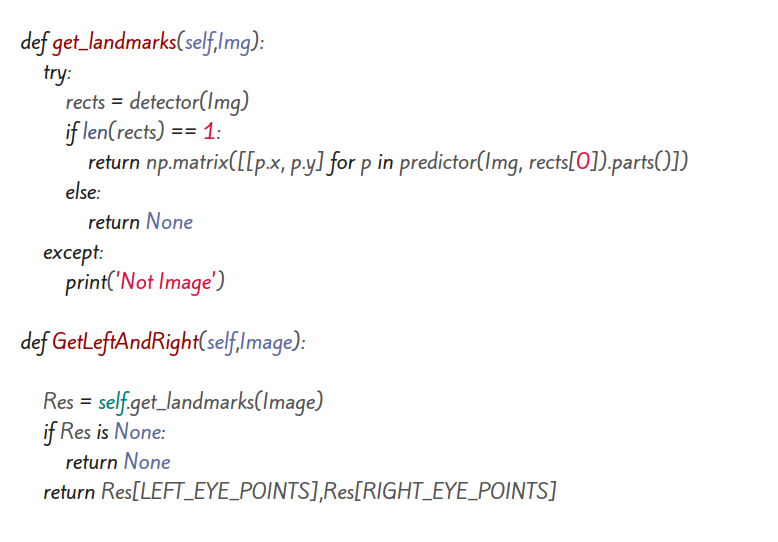 def get_landmarks(self,Img):
    try:
        rects = detector(Img)
        if len(rects) == 1:
            return np.matrix([[p.x, p.y] for p in predictor(Img, rects[0]).parts()])
        else:
            return None
    except:
        print('Not Image')
def GetLeftAndRight(self,Image):
    Res = self.get_landmarks(Image)
    if Res is None:
        return None
    return Res[LEFT_EYE_POINTS],Res[RIGHT_EYE_POINTS]